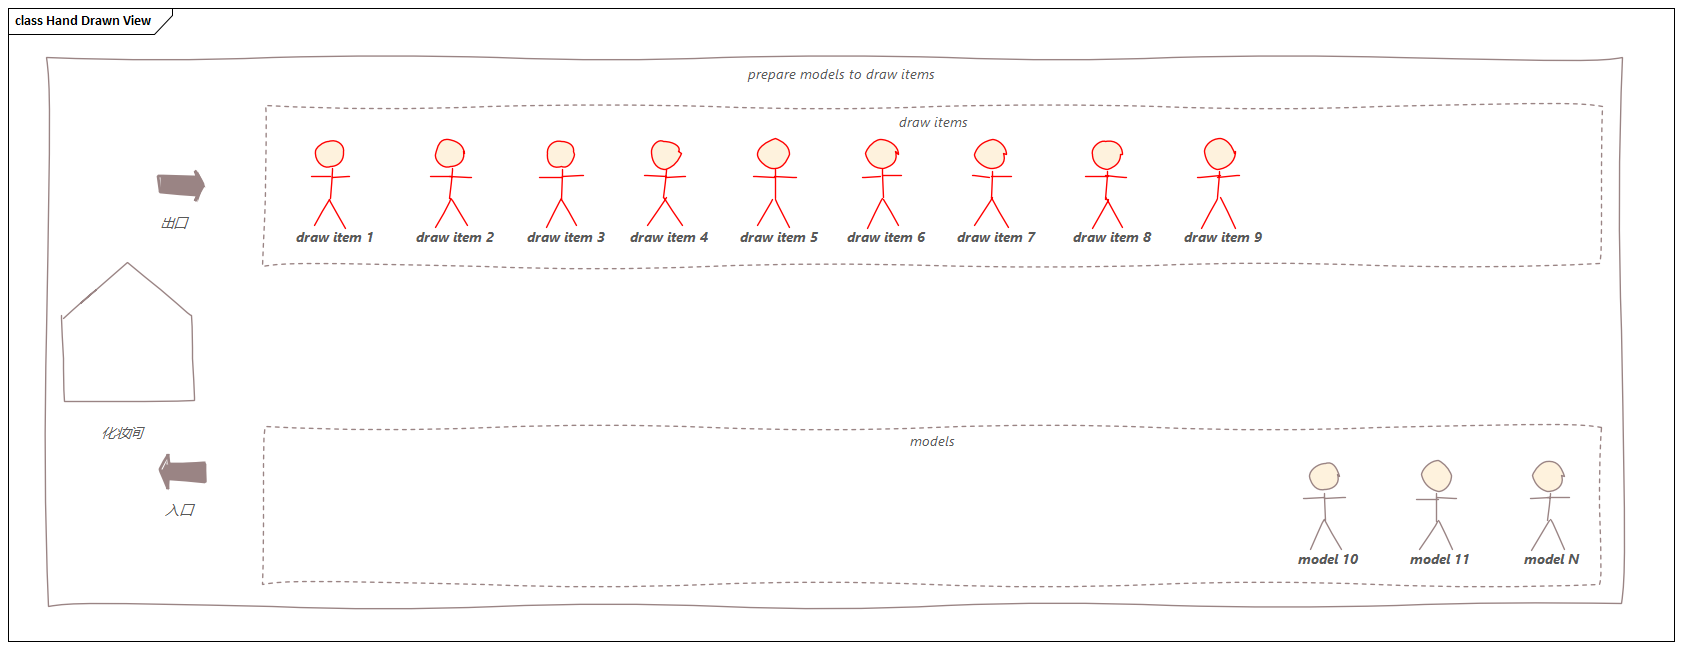 class Hand Drawn View
prepare models to draw items
draw items
draw item 1
draw item 2
draw item 3
draw item 4
draw item 5
draw item 6
draw item 7
draw item 8
draw item 9
出口
化妆间
models
入口
model 10
model 11
model N